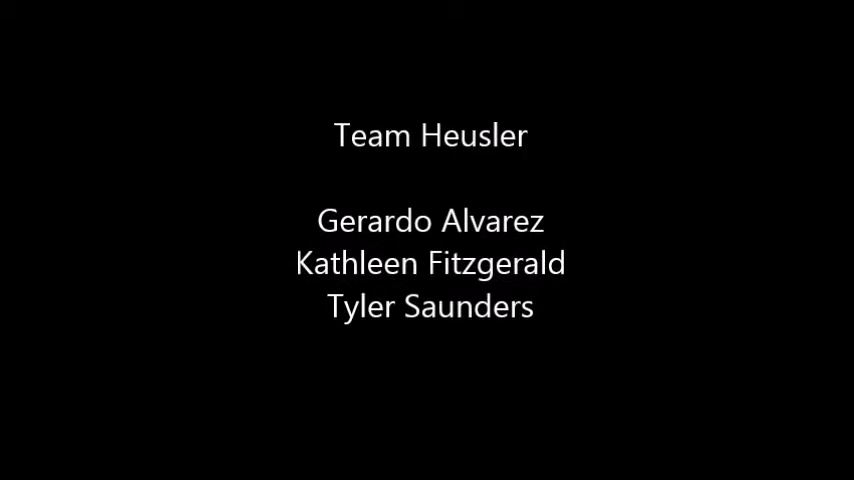 Team Heusler
Gerardo Alvarez
Kathleen Fitzgerald
Tyler Saunders